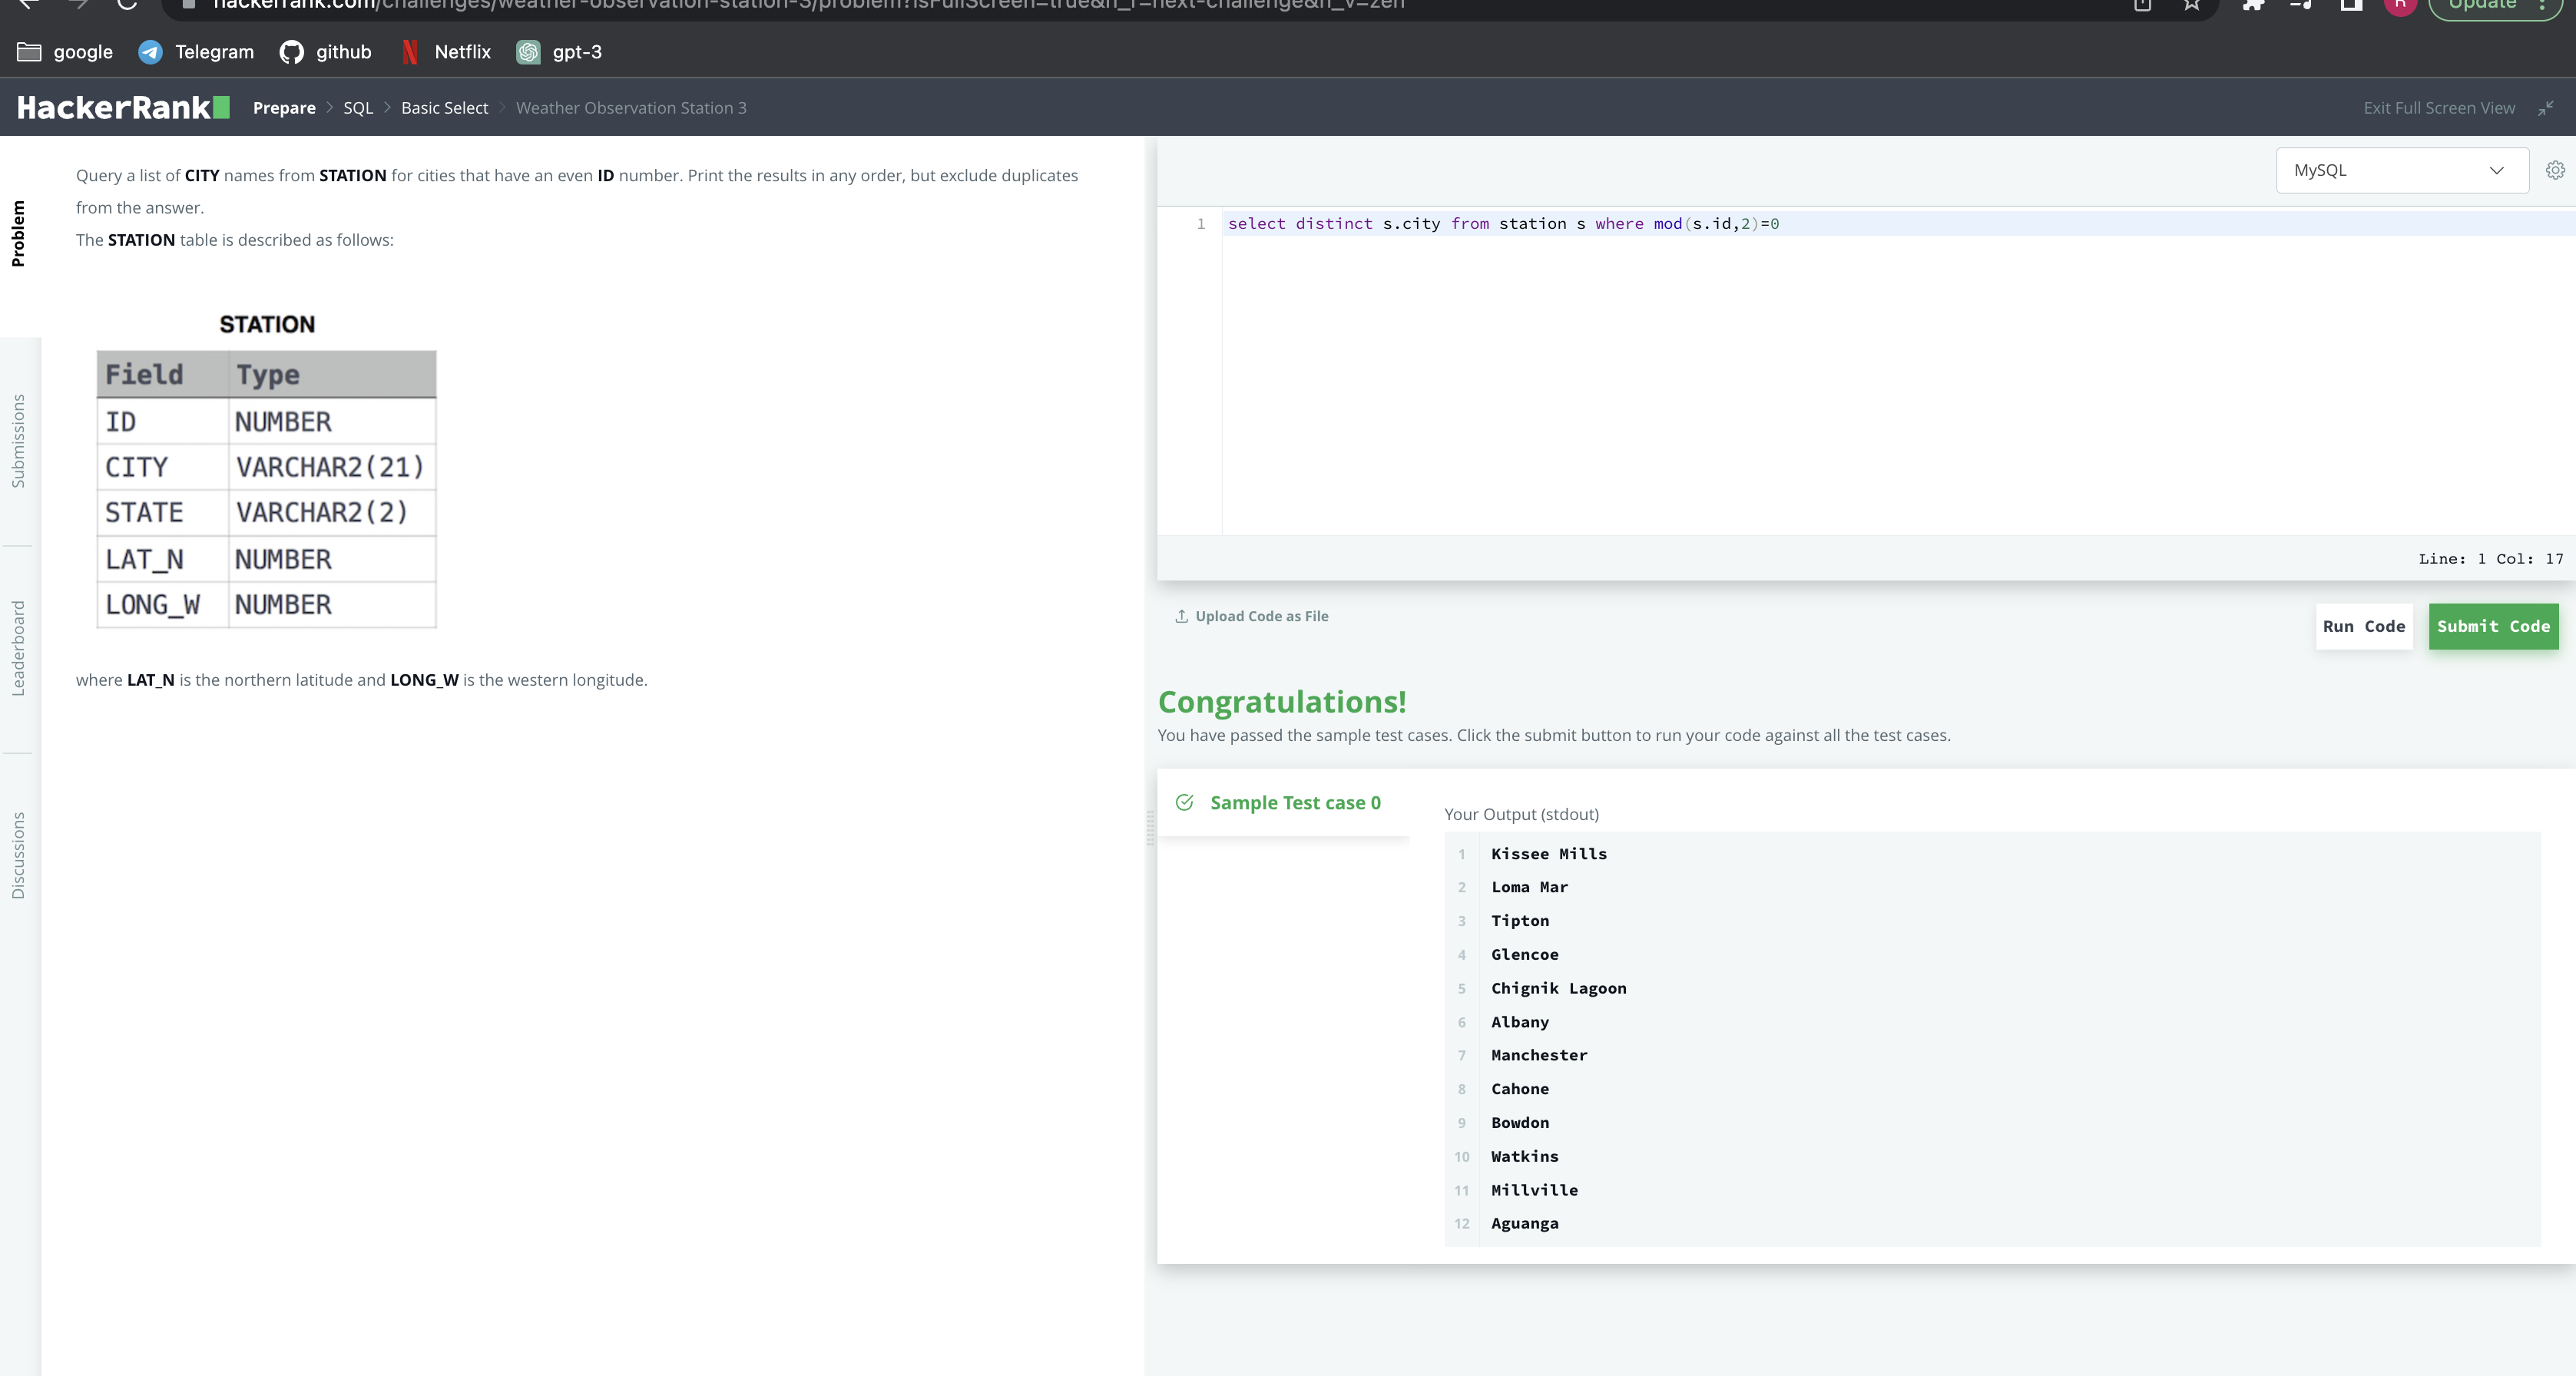 hackerrank.com/challenges/weather-observation-station-3/problem?isFullScreen=true&h_r=next-challenge&h_v=zen
Update
google Telegram github Netflix gpt-3
HackerRank Prepare > SQL > Basic Select > Weather Observation Station 3 Exit Full Screen View
Problem
Submissions
Leaderboard
Discussions
Query a list of CITY names from STATION for cities that have an even ID number. Print the results in any order, but exclude duplicates
from the answer.
The STATION table is described as follows:
STATION
Field Type
ID NUMBER
CITY VARCHAR2(21)
STATE VARCHAR2(2)
LAT_N NUMBER
LONG_W NUMBER
where LAT_N is the northern latitude and LONG_W is the western longitude.
MySQL
1 select distinct s.city from station s where mod(s.id,2)=0
Line: 1 Col: 17
Upload Code as File
Run Code
Submit Code
Congratulations!
You have passed the sample test cases. Click the submit button to run your code against all the test cases.
Sample Test case 0
Your Output (stdout)
1 Kissee Mills
2 Loma Mar
3 Tipton
4 Glencoe
5 Chignik Lagoon
6 Albany
7 Manchester
8 Cahone
9 Bowdon
10 Watkins
11 Millville
12 Aguanga